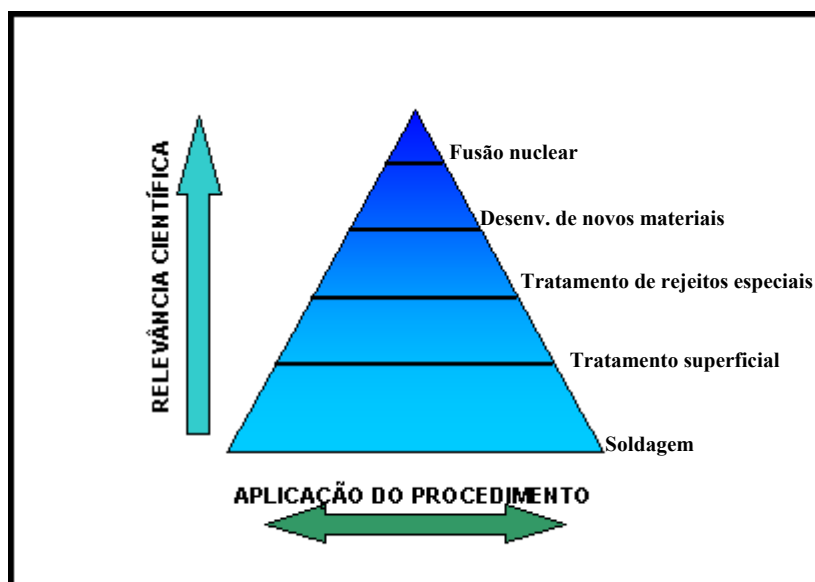 Fusão nuclear
Desenv. de novos materiais
Tratamento de rejeitos especiais
Tratamento superficial
Soldagem
RELEVÂNCIA CIENTÍFICA
APLICAÇÃO DO PROCEDIMENTO